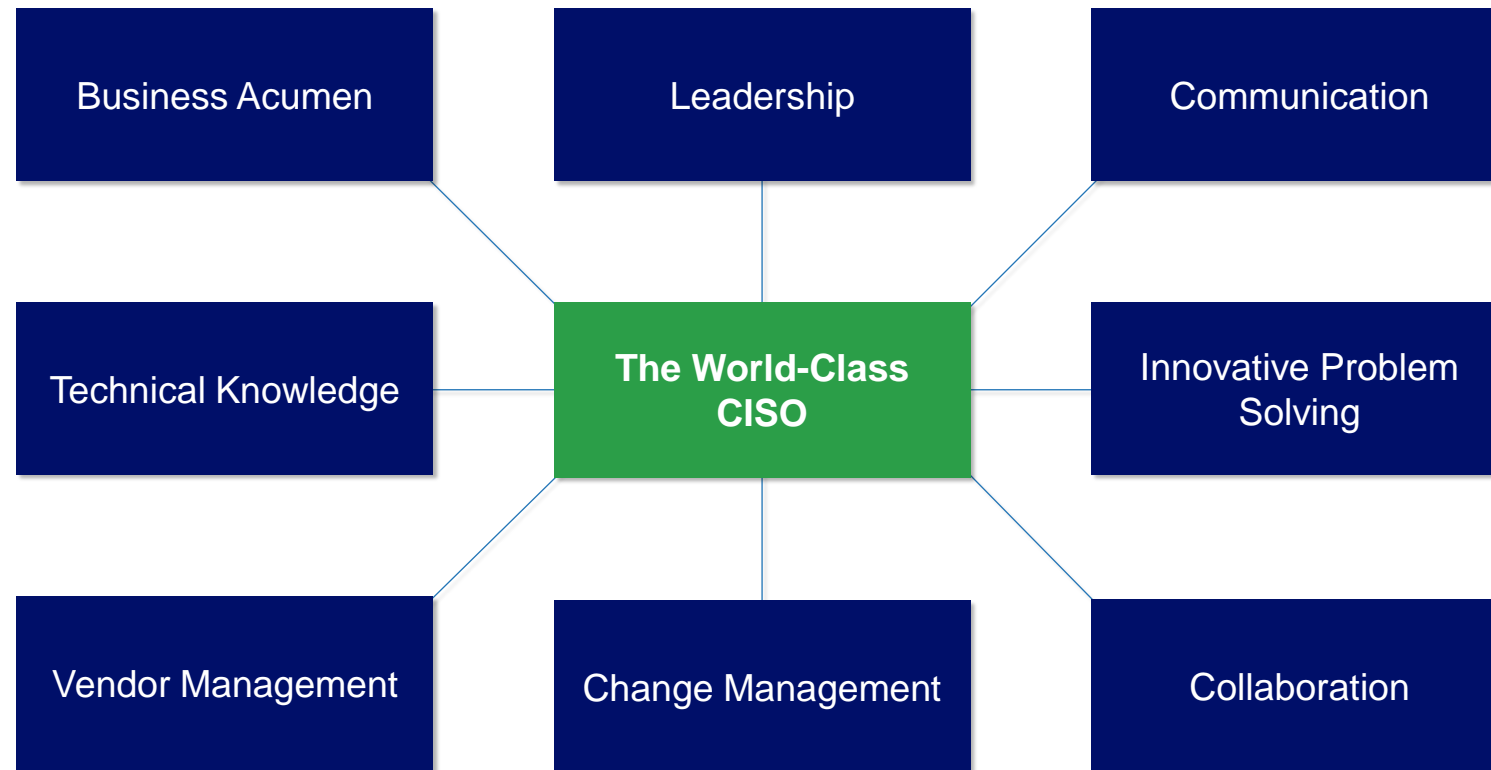 Business Acumen
Leadership
Communication
Technical Knowledge
The World-Class
CISO
Innovative Problem
Solving
Vendor Management
Change Management
Collaboration